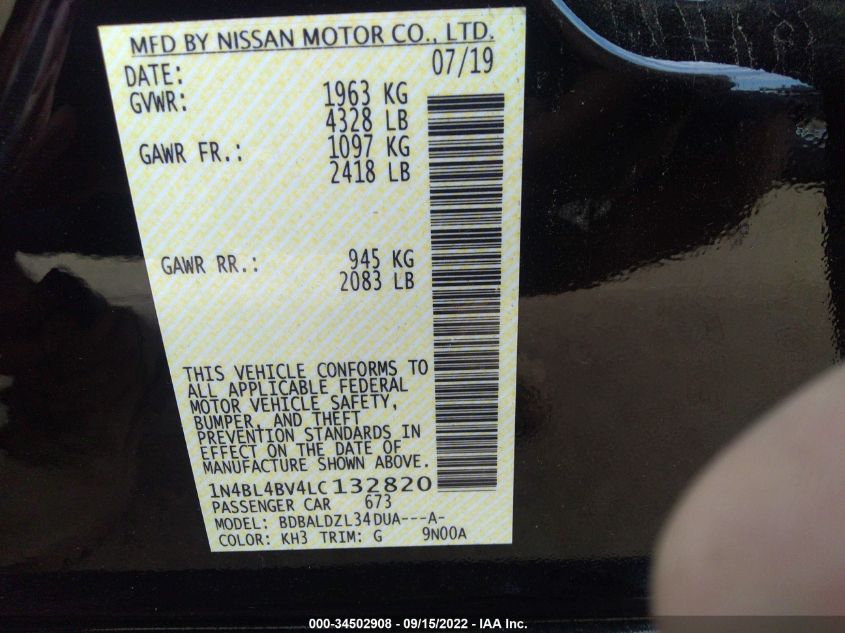 MFD BY NISSAN MOTOR CO., LTD.
DATE: 07/19
GVWR: 1963 KG
4328 LB
GAWR FR.: 1097 KG
2418 LB
GAWR RR.: 945 KG
2083 LB
THIS VEHICLE CONFORMS TO
ALL APPLICABLE FEDERAL
MOTOR VEHICLE SAFETY,
BUMPER, AND THEFT
PREVENTION STANDARDS IN
EFFECT ON THE DATE OF
MANUFACTURE SHOWN ABOVE.
1N4BL4BV4LC132820
PASSENGER CAR 673
MODEL: BDBALDZL34DUA---A-
COLOR: KH3 TRIM: G 9N00A
000-34502908 - 09/15/2022 - IAA Inc.